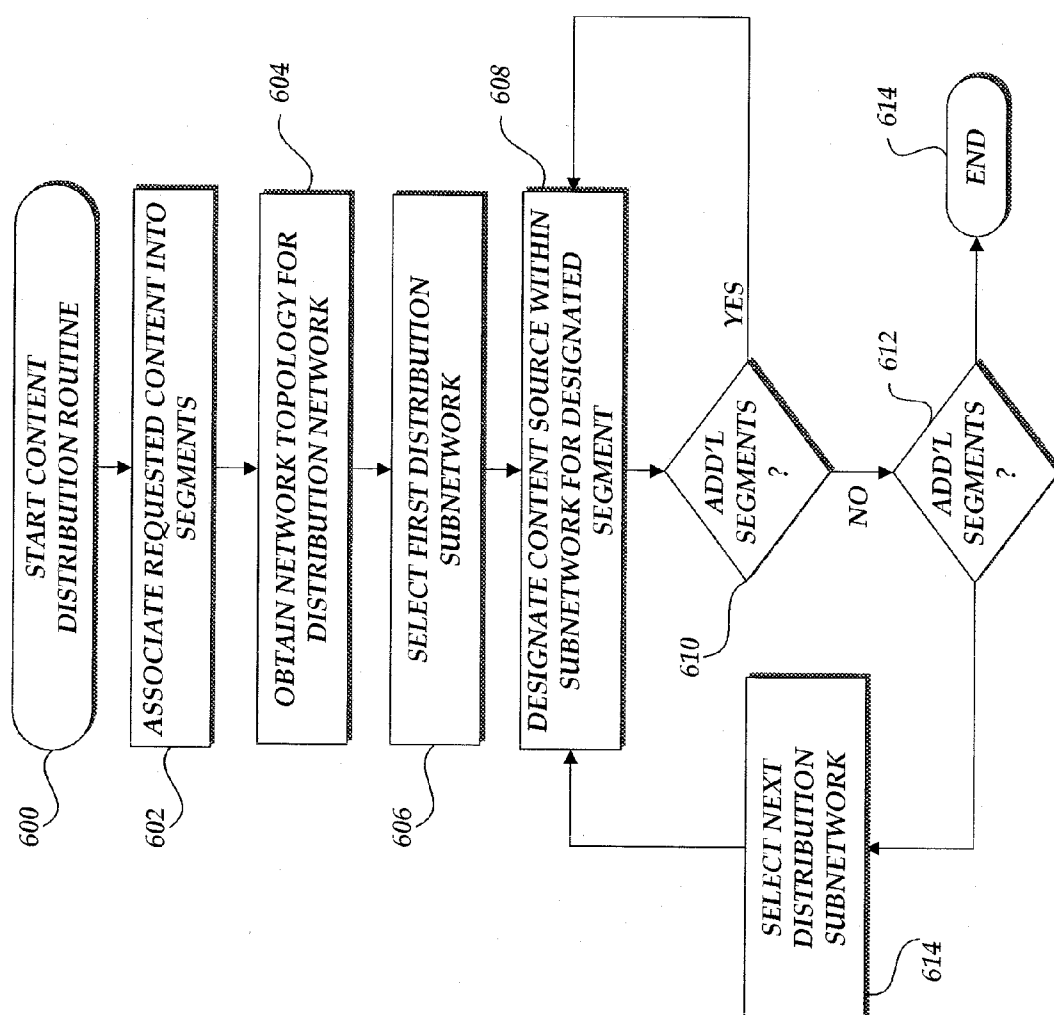 600
START CONTENT
DISTRIBUTION ROUTINE
602
ASSOCIATE REQUESTED CONTENT INTO
SEGMENTS
604
OBTAIN NETWORK TOPOLOGY FOR
DISTRIBUTION NETWORK
606
SELECT FIRST DISTRIBUTION
SUBNETWORK
608
DESIGNATE CONTENT SOURCE WITHIN
SUBNETWORK FOR DESIGNATED
SEGMENT
610
ADD'L
SEGMENTS
?
YES
NO
612
ADD'L
SEGMENTS
?
614
SELECT NEXT
DISTRIBUTION
SUBNETWORK
614
END